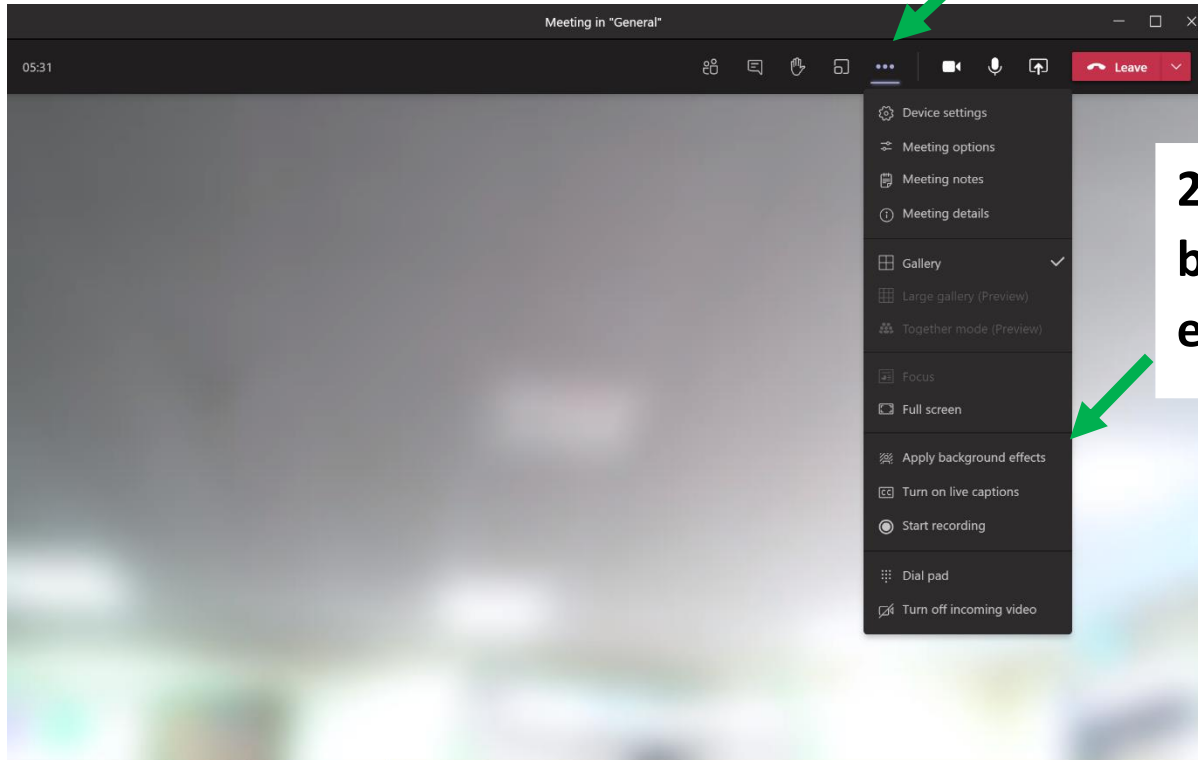 Meeting in "General"
05:31
Leave
Device settings
Meeting options
Meeting notes
Meeting details
Gallery
Large gallery (Preview)
Together mode (Preview)
Focus
Full screen
Apply background effects
CC Turn on live captions
Start recording
Dial pad
Turn off incoming video
2
b
e